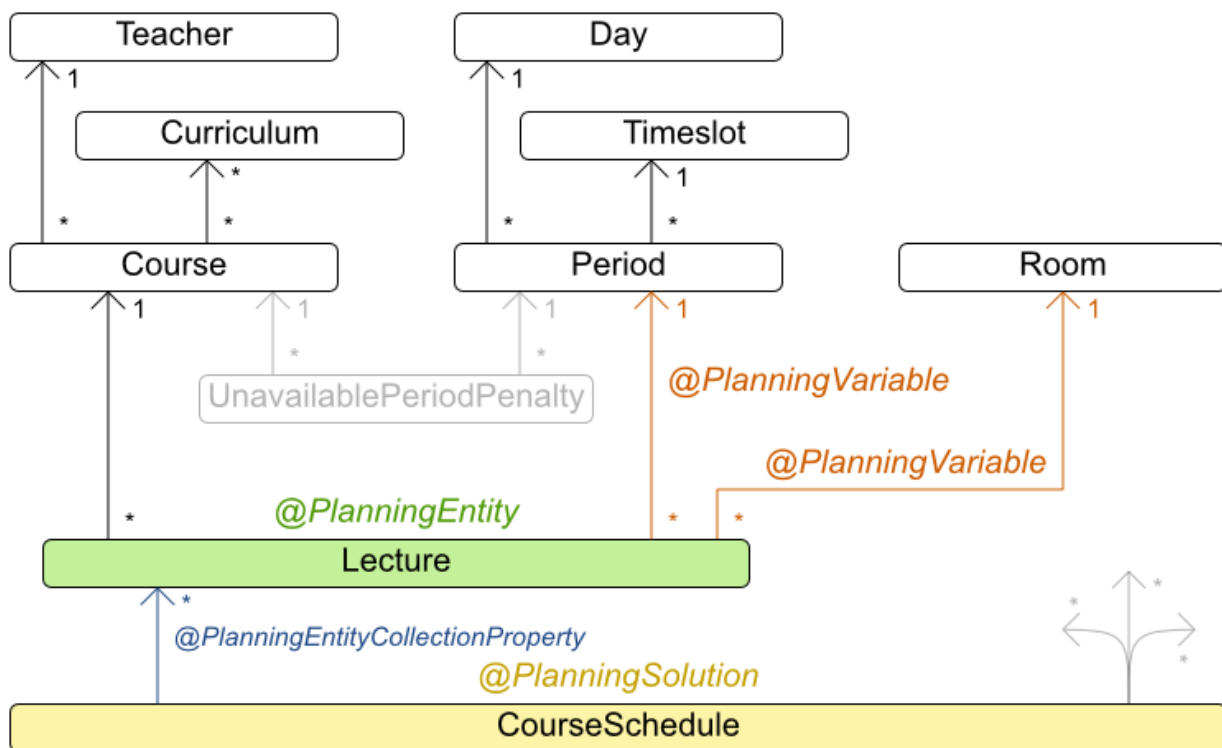 Teacher
Day
1
1
Curriculum
Timeslot
*
1
*
*
*
*
Course
Period
Room
1
1
1
1
1
*
*
@PlanningVariable
UnavailablePeriodPenalty
@PlanningVariable
@PlanningEntity
*
*
*
Lecture
*
*
*
@PlanningEntityCollectionProperty
*
@PlanningSolution
CourseSchedule